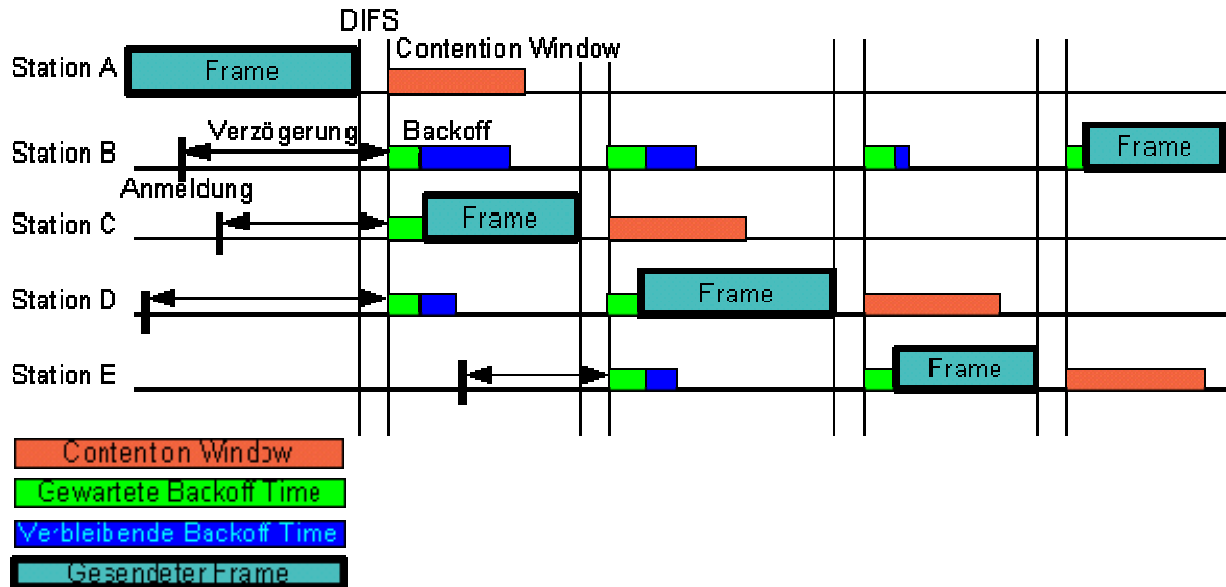 DIFS
Contention Window
Station A
Frame
Verzögerung
Backoff
Station B
Frame
Anmeldung
Station C
Frame
Station D
Frame
Station E
Frame
Contenton Window
Gewartete Backoff Time
Verbleibende Backoff Time
Gesendeter Frame